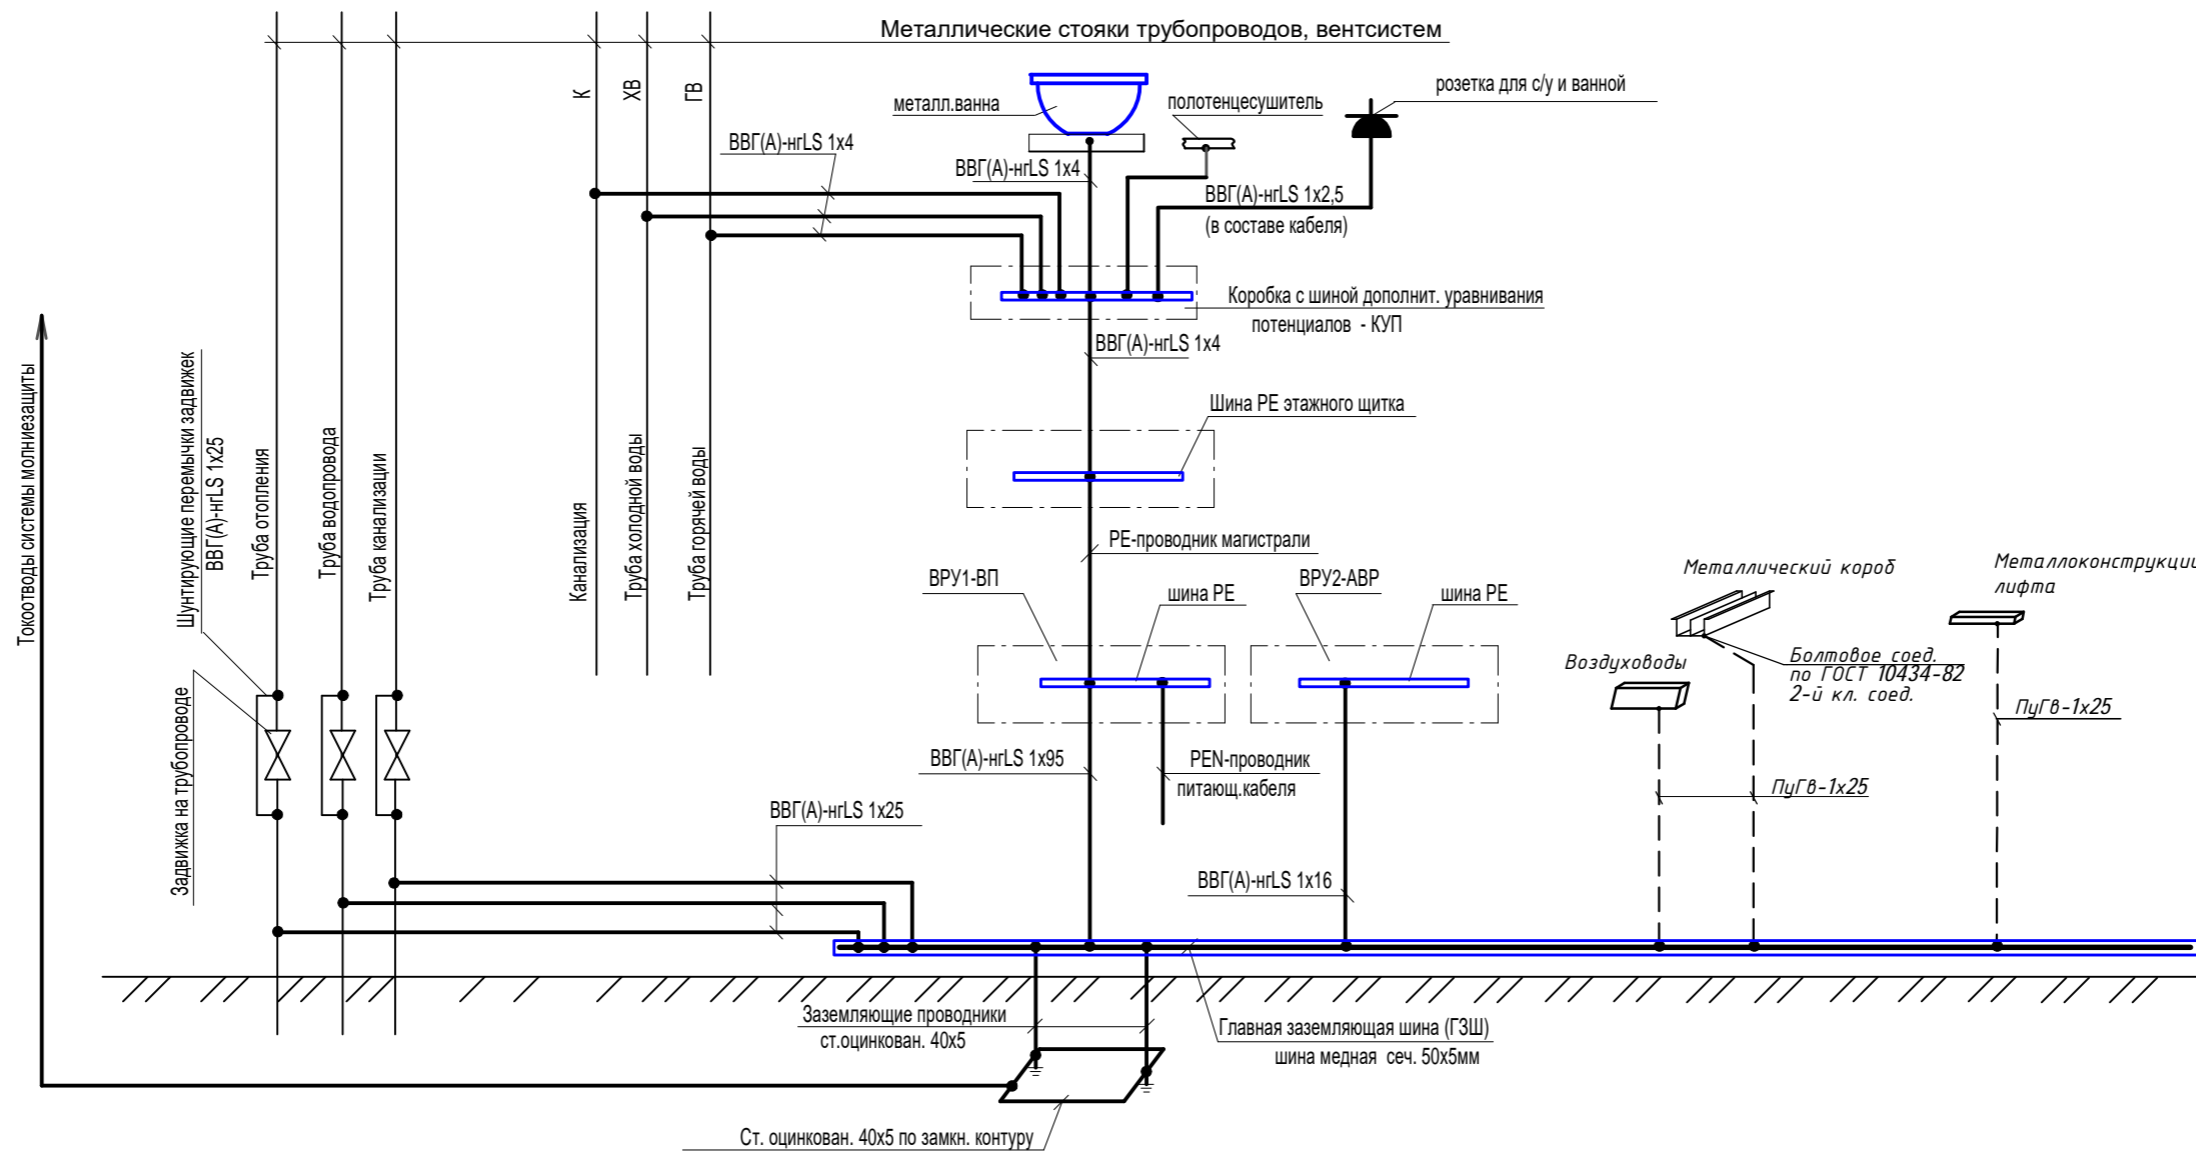 Металлические стояки трубопроводов, вентсистем
К
ХВ
ГВ
металл.ванна
полотенцесушитель
розетка для с/у и ванной
ВВГ(А)-нгLS 1х4
ВВГ(А)-нгLS 1х4
ВВГ(А)-нгLS 1х2,5
(в составе кабеля)
Коробка с шиной дополнит. уравнивания
потенциалов - КУП
ВВГ(А)-нгLS 1х4
Шина РЕ этажного щитка
РЕ-проводник магистрали
Токоотводы системы молниезащиты
Шунтирующие перемычки задвижек
ВВГ(А)-нгLS 1х25
Труба отопления
Труба водопровода
Труба канализации
Канализация
Труба холодной воды
Труба горячей воды
Задвижка на трубопроводе
ВРУ1-ВП
шина РЕ
ВРУ2-АВР
шина РЕ
Металлический короб
Металлоконструкции
лифта
Воздуховоды
Болтовое соед.
по ГОСТ 10434-82
2-й кл. соед.
ПуГв-1х25
ПуГв-1х25
ВВГ(А)-нгLS 1х95
PEN-проводник
питающ.кабеля
ВВГ(А)-нгLS 1х25
ВВГ(А)-нгLS 1х16
Заземляющие проводники
ст.оцинкован. 40х5
Главная заземляющая шина (ГЗШ)
шина медная сеч. 50х5мм
Ст. оцинкован. 40х5 по замкн. контуру